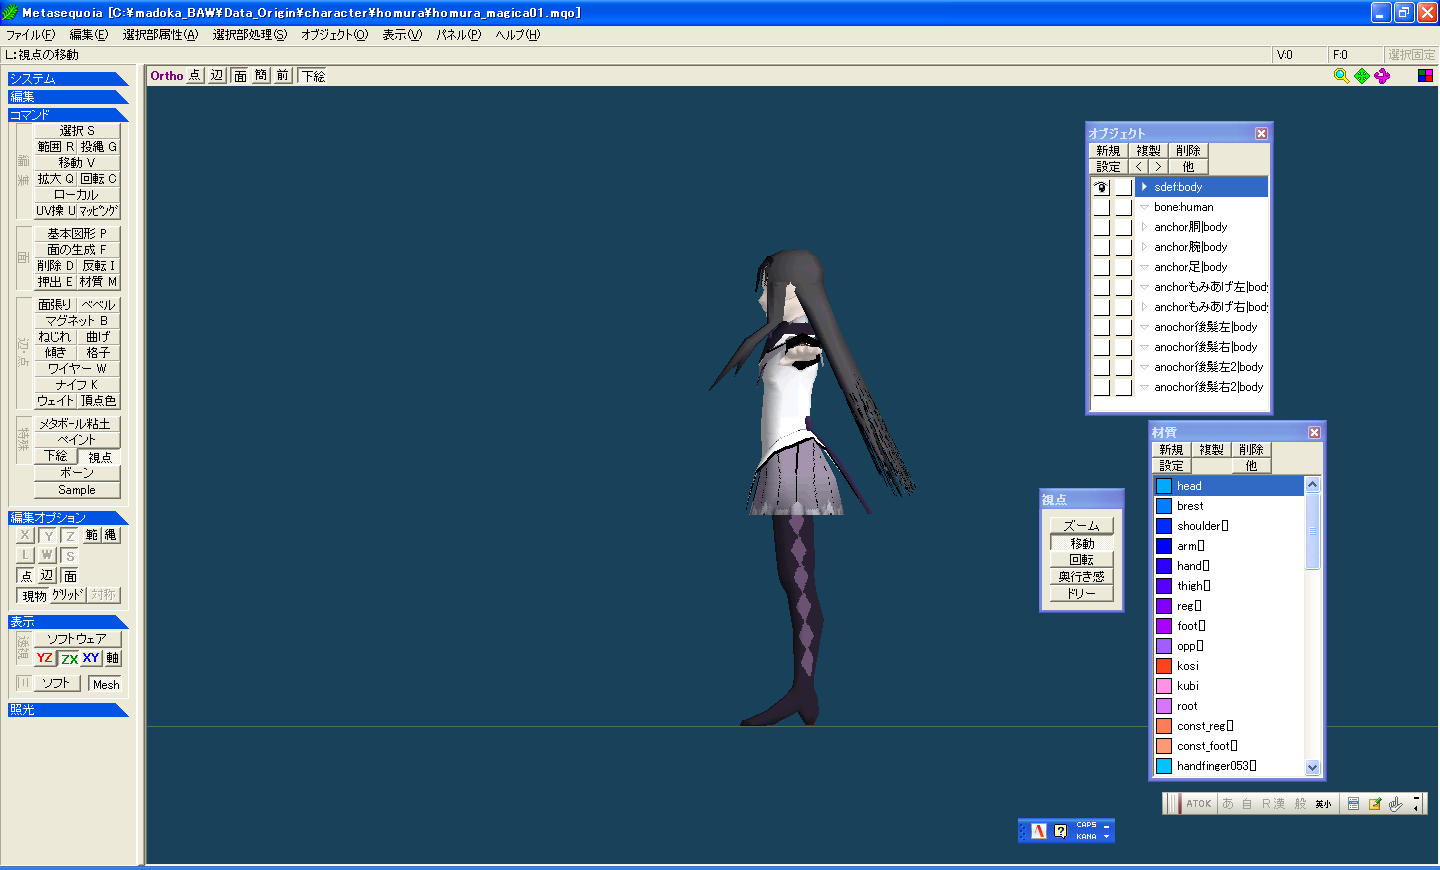 Metasequoia [C:¥madoka_BAW¥Data_Origin¥character¥homura¥homura_magica01.mqo]
ファイル(F) 編集(E) 選択部属性(A) 選択部処理(S) オブジェクト(O) 表示(V) パネル(P) ヘルプ(H)
L:視点の移動 V:0 F:0 選択固定
Ortho 点 辺 面 簡 前 下絵
システム
編集
コマンド
編集
選択 S
範囲 R 投縄 G
移動 V
拡大 Q 回転 C
ローカル
UV操 U マッピング
面
基本図形 P
面の生成 F
削除 D 反転 I
押出 E 材質 M
辺・点
面張り ベベル
マグネット B
ねじれ 曲げ
傾き 格子
ワイヤー W
ナイフ K
ウェイト 頂点色
特殊
メタボール粘土
ペイント
下絵 視点
ボーン
Sample
編集オプション
X Y Z 範 縄
L W S
点 辺 面
現物 グリッド 対称
表示
透視
ソフトウェア
YZ ZX XY 軸
ソフト Mesh
照光
オブジェクト
新規 複製 削除
設定 < > 他
sdef:body
bone:human
anchor胴|body
anchor腕|body
anchor足|body
anchorもみあげ左|body
anchorもみあげ右|body
anochor後髪左|body
anochor後髪右|body
anochor後髪左2|body
anochor後髪右2|body
材質
新規 複製 削除
設定 他
head
brest
shoulder[]
arm[]
hand[]
thigh[]
reg[]
foot[]
opp[]
kosi
kubi
root
const_reg[]
const_foot[]
handfinger053[]
視点
ズーム
移動
回転
奥行き感
ドリー
ATOK あ 自 R漢 般 英小
A ? CAPS
KANA